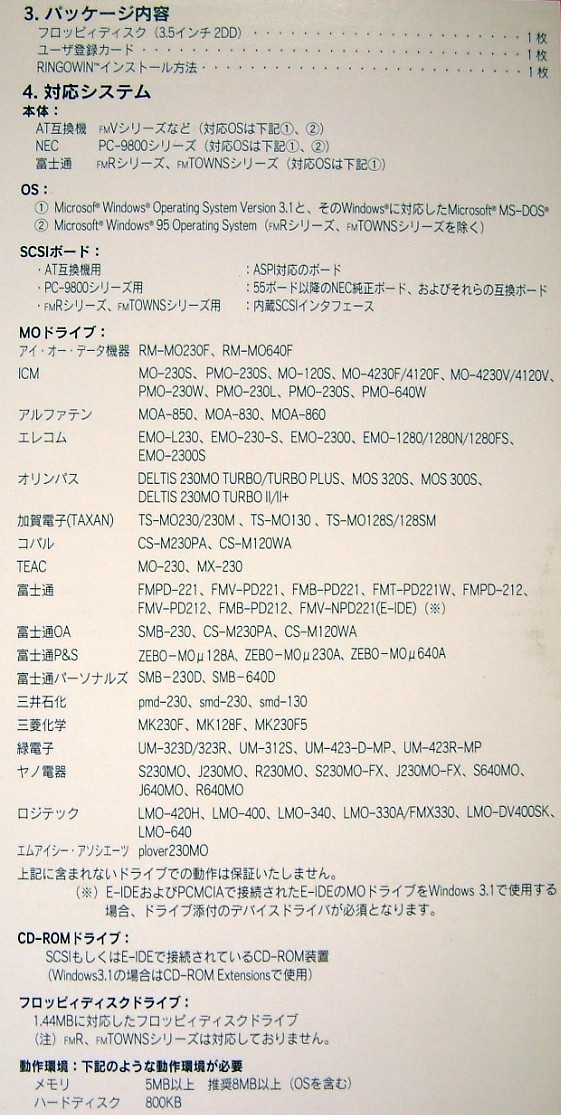 3. パッケージ内容
フロッピィディスク（3.5インチ 2DD）・・・・・・・・・・・・・・・・・・・・・・1枚
ユーザ登録カード・・・・・・・・・・・・・・・・・・・・・・・・・・・・・・1枚
RINGOWIN™インストール方法・・・・・・・・・・・・・・・・・・・・・・・・・1枚
4. 対応システム
本体：
AT互換機 FMVシリーズなど（対応OSは下記①、②）
NEC PC-9800シリーズ（対応OSは下記①、②）
富士通 FMRシリーズ、FMTOWNSシリーズ（対応OSは下記①）
OS：
① Microsof® Windows® Operating System Version 3.1と、そのWindows®に対応したMicrosoft® MS-DOS®
② Microsoft® Windows® 95 Operating System（FMRシリーズ、FMTOWNSシリーズを除く）
SCSIボード：
・AT互換機用 ：ASPI対応のボード
・PC-9800シリーズ用 ：55ボード以降のNEC純正ボード、およびそれらの互換ボード
・FMRシリーズ、FMTOWNSシリーズ用 ：内蔵SCSIインタフェース
MOドライブ：
アイ・オー・データ機器 RM-MO230F、RM-MO640F
ICM MO-230S、PMO-230S、MO-120S、MO-4230F/4120F、MO-4230V/4120V、
PMO-230W、PMO-230L、PMO-230S、PMO-640W
アルファテン MOA-850、MOA-830、MOA-860
エレコム EMO-L230、EMO-230-S、EMO-2300、EMO-1280/1280N/1280FS、
EMO-2300S
オリンパス DELTIS 230MO TURBO/TURBO PLUS、MOS 320S、MOS 300S、
DELTIS 230MO TURBO II/II+
加賀電子(TAXAN) TS-MO230/230M 、TS-MO130 、TS-MO128S/128SM
コパル CS-M230PA、CS-M120WA
TEAC MO-230、MX-230
富士通 FMPD-221、FMV-PD221、FMB-PD221、FMT-PD221W、FMPD-212、
FMV-PD212、FMB-PD212、FMV-NPD221(E-IDE)（※）
富士通OA SMB-230、CS-M230PA、CS-M120WA
富士通P&S ZEBO-MOμ128A、ZEBO-MOμ230A、ZEBO-MOμ640A
富士通パーソナルズ SMB-230D、SMB-640D
三井石化 pmd-230、smd-230、smd-130
三菱化学 MK230F、MK128F、MK230F5
緑電子 UM-323D/323R、UM-312S、UM-423-D-MP、UM-423R-MP
ヤノ電器 S230MO、J230MO、R230MO、S230MO-FX、J230MO-FX、S640MO、
J640MO、R640MO
ロジテック LMO-420H、LMO-400、LMO-340、LMO-330A/FMX330、LMO-DV400SK、
LMO-640
エムアイシー・アソシエーツ plover230MO
上記に含まれないドライブでの動作は保証いたしません。
（※）E-IDEおよびPCMCIAで接続されたE-IDEのMOドライブをWindows 3.1で使用する
場合、ドライブ添付のデバイスドライバが必須となります。
CD-ROMドライブ：
SCSIもしくはE-IDEで接続されているCD-ROM装置
（Windows3.1の場合はCD-ROM Extensionsで使用）
フロッピィディスクドライブ：
1.44MBに対応したフロッピィディスクドライブ
（注）FMR、FMTOWNSシリーズは対応しておりません。
動作環境：下記のような動作環境が必要
メモリ 5MB以上 推奨8MB以上（OSを含む）
ハードディスク 800KB